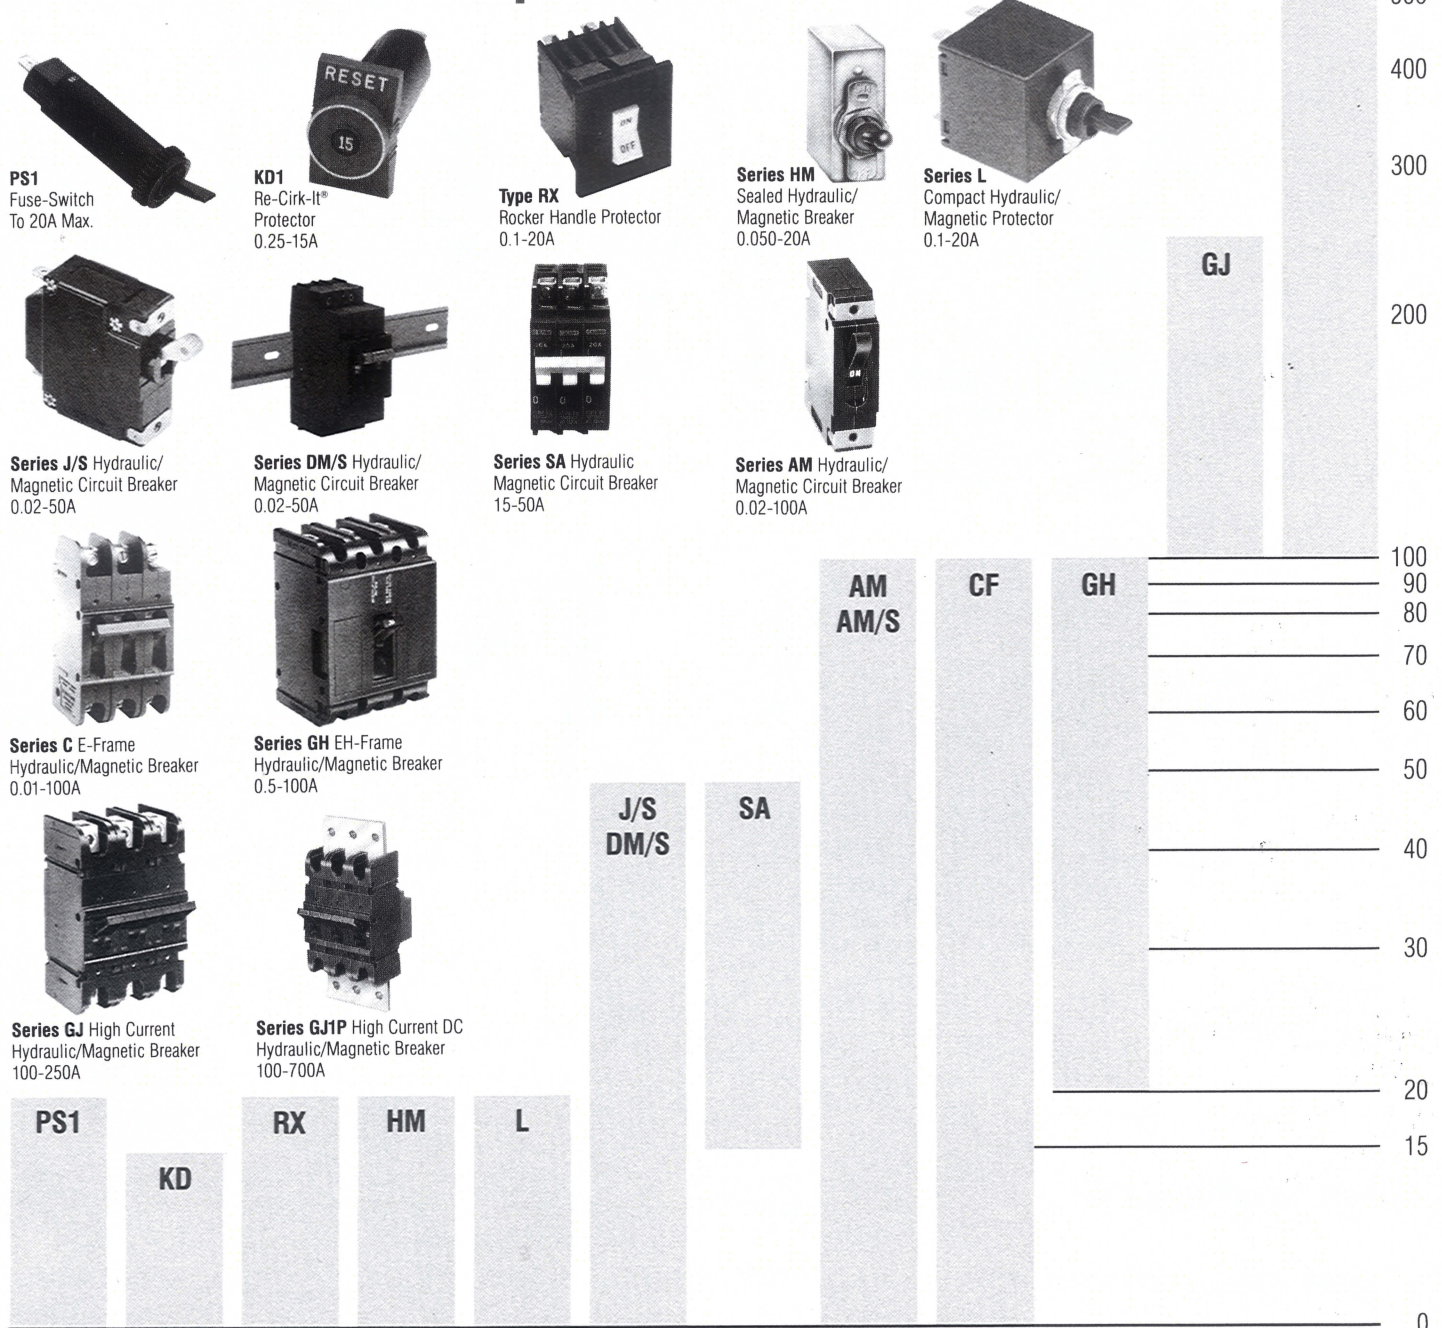 400
RESET
15
ON
OFF
300
PS1
Fuse-Switch
To 20A Max.
KD1
Re-Cirk-It®
Protector
0.25-15A
Type RX
Rocker Handle Protector
0.1-20A
Series HM
Sealed Hydraulic/
Magnetic Breaker
0.050-20A
Series L
Compact Hydraulic/
Magnetic Protector
0.1-20A
GJ
200
20A
ON
0 0 0
Series J/S Hydraulic/
Magnetic Circuit Breaker
0.02-50A
Series DM/S Hydraulic/
Magnetic Circuit Breaker
0.02-50A
Series SA Hydraulic
Magnetic Circuit Breaker
15-50A
Series AM Hydraulic/
Magnetic Circuit Breaker
0.02-100A
100
AM
AM/S
CF
GH
90
80
70
60
Series C E-Frame
Hydraulic/Magnetic Breaker
0.01-100A
Series GH EH-Frame
Hydraulic/Magnetic Breaker
0.5-100A
50
J/S
DM/S
SA
40
30
Series GJ High Current
Hydraulic/Magnetic Breaker
100-250A
Series GJ1P High Current DC
Hydraulic/Magnetic Breaker
100-700A
20
PS1
RX
HM
L
15
KD
0